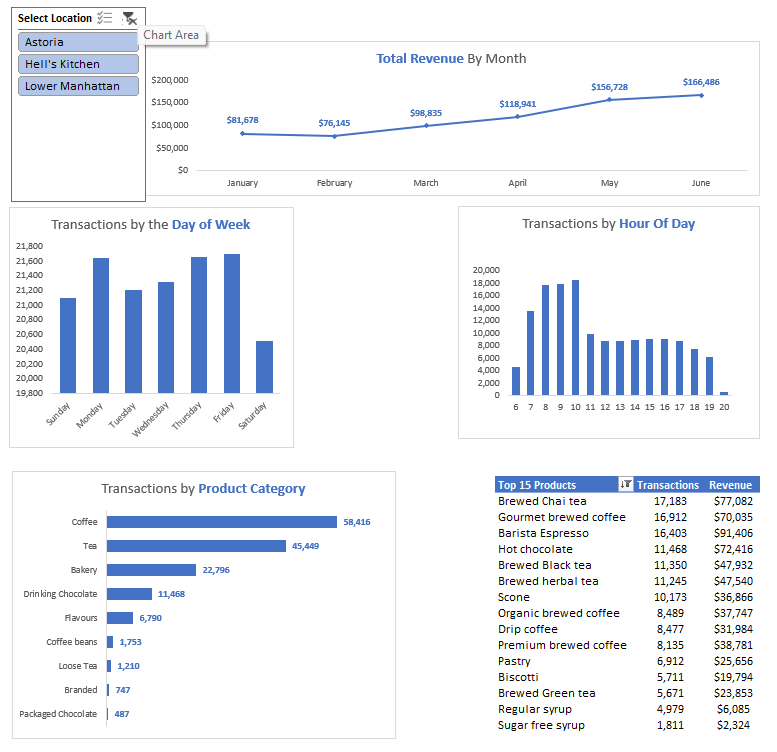 Select Location
Chart Area
Astoria
Hell's Kitchen
Lower Manhattan
Total Revenue By Month
$200,000
$150,000
$100,000
$50,000
$0
$81,678
$76,145
$98,835
$118,941
$156,728
$166,486
January February March April May June
Transactions by the Day of Week
21,800
21,600
21,400
21,200
21,000
20,800
20,600
20,400
20,200
20,000
19,800
Sunday Monday Tuesday Wednesday Thursday Friday Saturday
Transactions by Hour Of Day
20,000
18,000
16,000
14,000
12,000
10,000
8,000
6,000
4,000
2,000
0
6 7 8 9 10 11 12 13 14 15 16 17 18 19 20
Transactions by Product Category
Coffee 58,416
Tea 45,449
Bakery 22,796
Drinking Chocolate 11,468
Flavours 6,790
Coffee beans 1,753
Loose Tea 1,210
Branded 747
Packaged Chocolate 487
Top 15 Products Transactions Revenue
Brewed Chai tea 17,183 $77,082
Gourmet brewed coffee 16,912 $70,035
Barista Espresso 16,403 $91,406
Hot chocolate 11,468 $72,416
Brewed Black tea 11,350 $47,932
Brewed herbal tea 11,245 $47,540
Scone 10,173 $36,866
Organic brewed coffee 8,489 $37,747
Drip coffee 8,477 $31,984
Premium brewed coffee 8,135 $38,781
Pastry 6,912 $25,656
Biscotti 5,711 $19,794
Brewed Green tea 5,671 $23,853
Regular syrup 4,979 $6,085
Sugar free syrup 1,811 $2,324